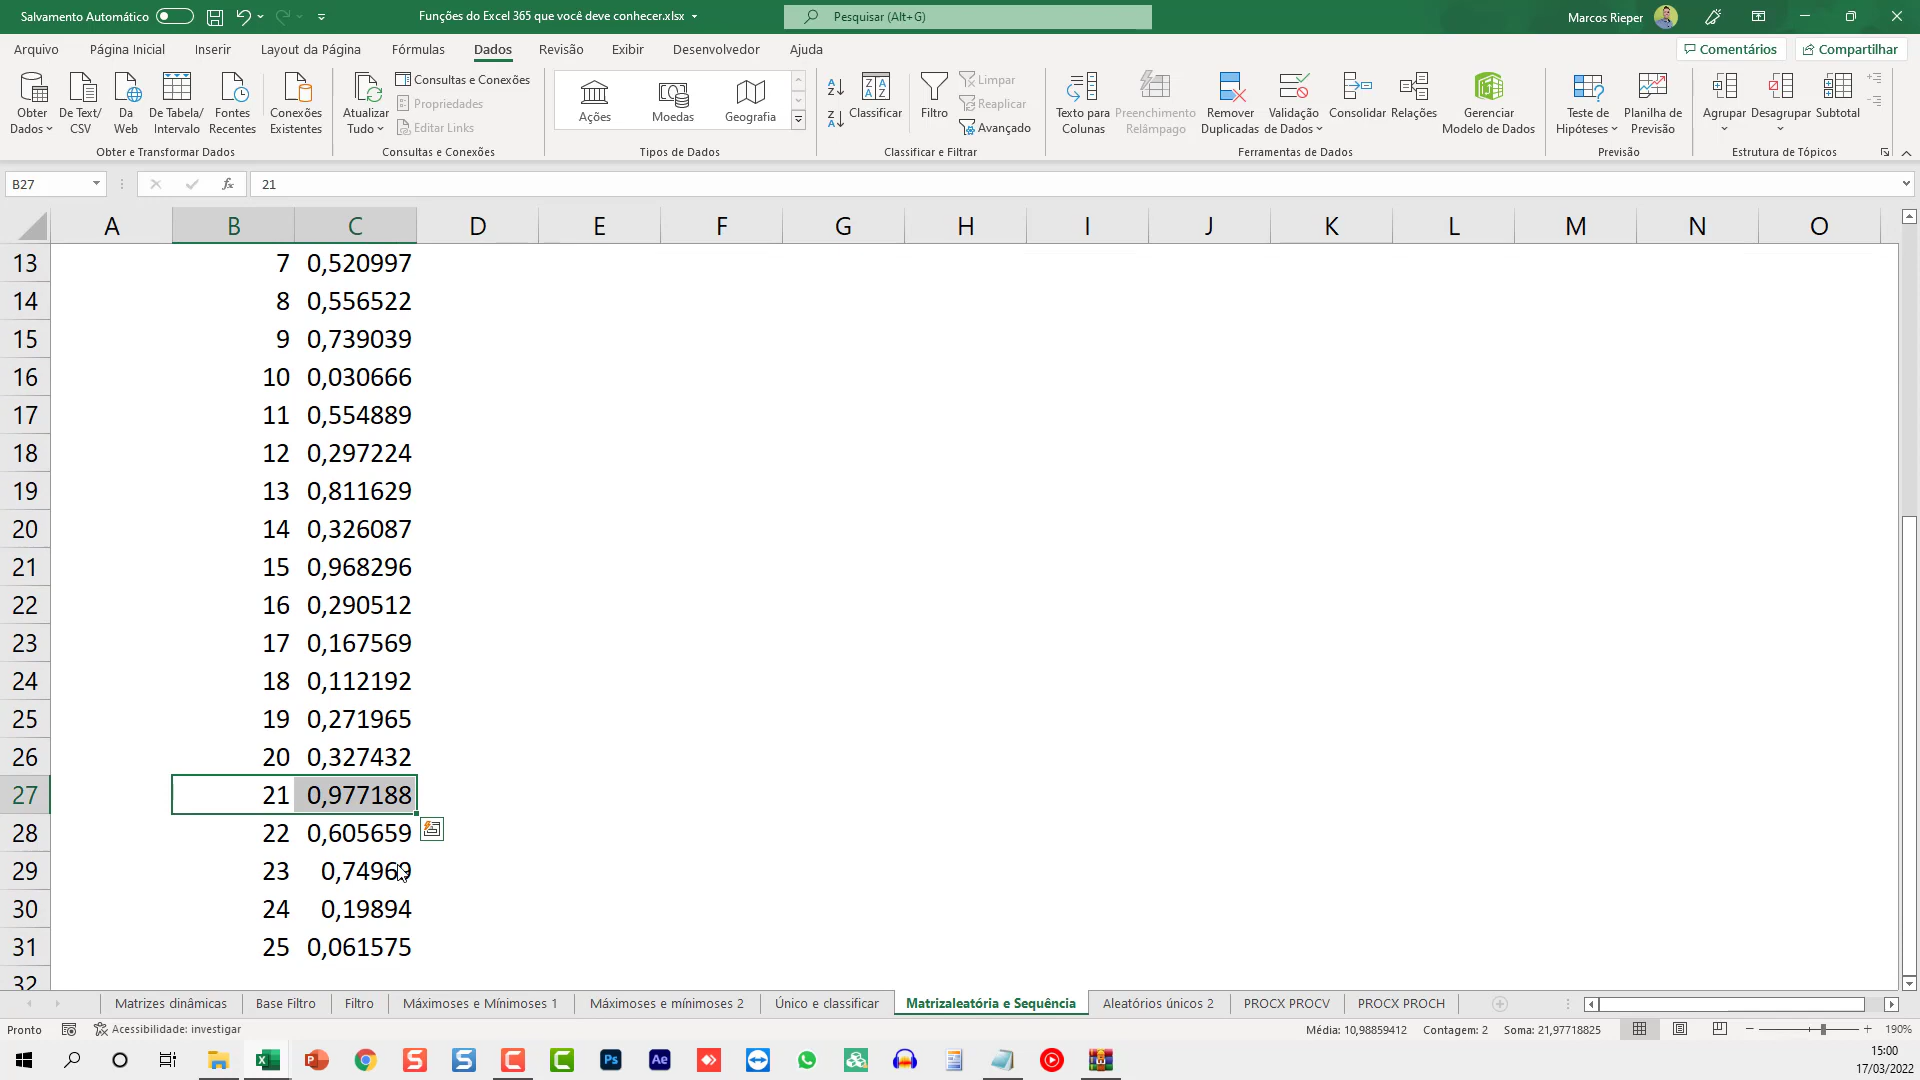 Salvamento Automático
Funções do Excel 365 que você deve conhecer.xlsx
Pesquisar (Alt+G)
Marcos Rieper
Arquivo Página Inicial Inserir Layout da Página Fórmulas Dados Revisão Exibir Desenvolvedor Ajuda
Comentários Compartilhar
Obter Dados
De Text/CSV
Da Web
De Tabela/Intervalo
Fontes Recentes
Conexões Existentes
Obter e Transformar Dados
Atualizar Tudo
Consultas e Conexões
Propriedades
Editar Links
Consultas e Conexões
Ações
Moedas
Geografia
Tipos de Dados
Classificar
Filtro
Limpar
Reaplicar
Avançado
Classificar e Filtrar
Texto para Colunas
Preenchimento Relâmpago
Remover Duplicadas
Validação de Dados
Consolidar
Relações
Gerenciar Modelo de Dados
Ferramentas de Dados
Teste de Hipóteses
Planilha de Previsão
Previsão
Agrupar
Desagrupar
Subtotal
Estrutura de Tópicos
B27 fx 21
A B C D E F G H I J K L M N O
13 7 0,520997
14 8 0,556522
15 9 0,739039
16 10 0,030666
17 11 0,554889
18 12 0,297224
19 13 0,811629
20 14 0,326087
21 15 0,968296
22 16 0,290512
23 17 0,167569
24 18 0,112192
25 19 0,271965
26 20 0,327432
27 21 0,977188
28 22 0,605659
29 23 0,74969
30 24 0,19894
31 25 0,061575
32
Matrizes dinâmicas Base Filtro Filtro Máximoses e Mínimoses 1 Máximoses e mínimoses 2 Único e classificar Matrizaleatória e Sequência Aleatórios únicos 2 PROCX PROCV PROCX PROCH
Pronto Acessibilidade: investigar Média: 10,98859412 Contagem: 2 Soma: 21,97718825 190%
15:00
17/03/2022